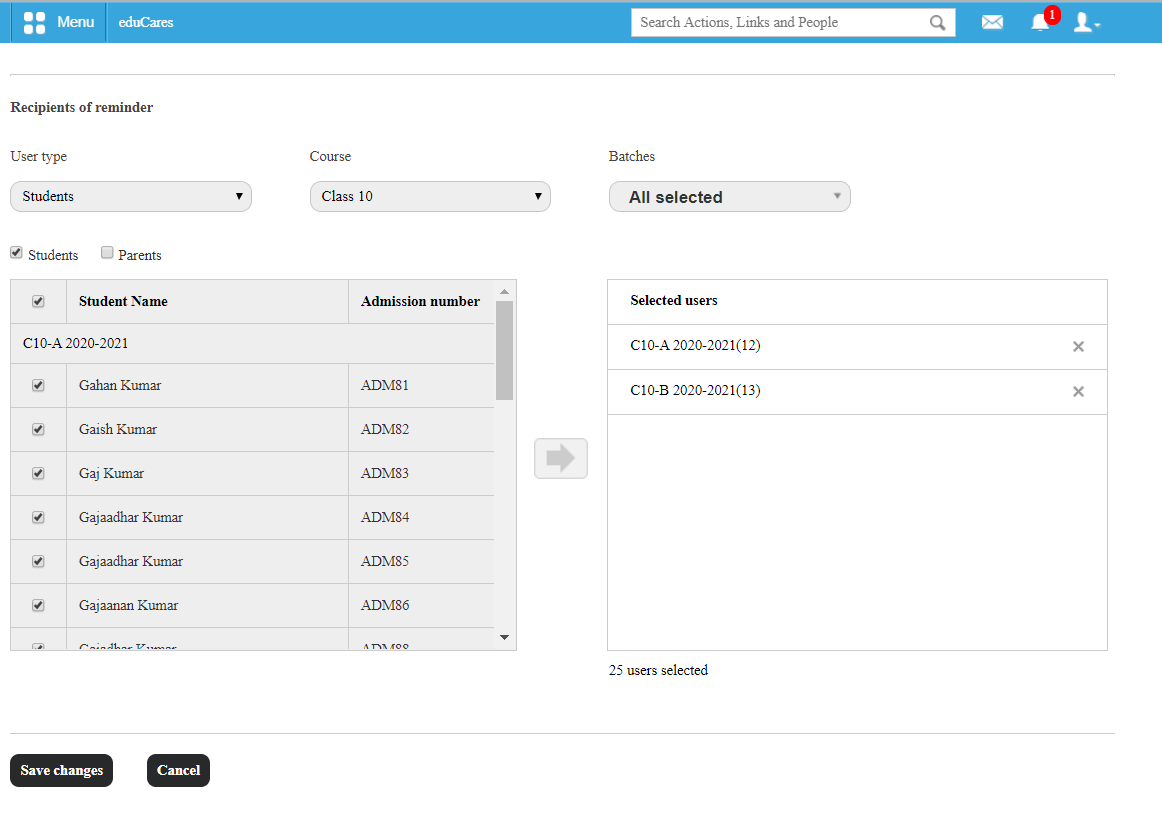 Menu eduCares Search Actions, Links and People 1
Recipients of reminder
User type Course Batches
Students Class 10 All selected
Students Parents
Student Name Admission number
Selected users
C10-A 2020-2021
C10-A 2020-2021(12)
Gahan Kumar ADM81
C10-B 2020-2021(13)
Gaish Kumar ADM82
Gaj Kumar ADM83
Gajaadhar Kumar ADM84
Gajaadhar Kumar ADM85
Gajaanan Kumar ADM86
Gajadhar Kumar ADM88
25 users selected
Save changes Cancel